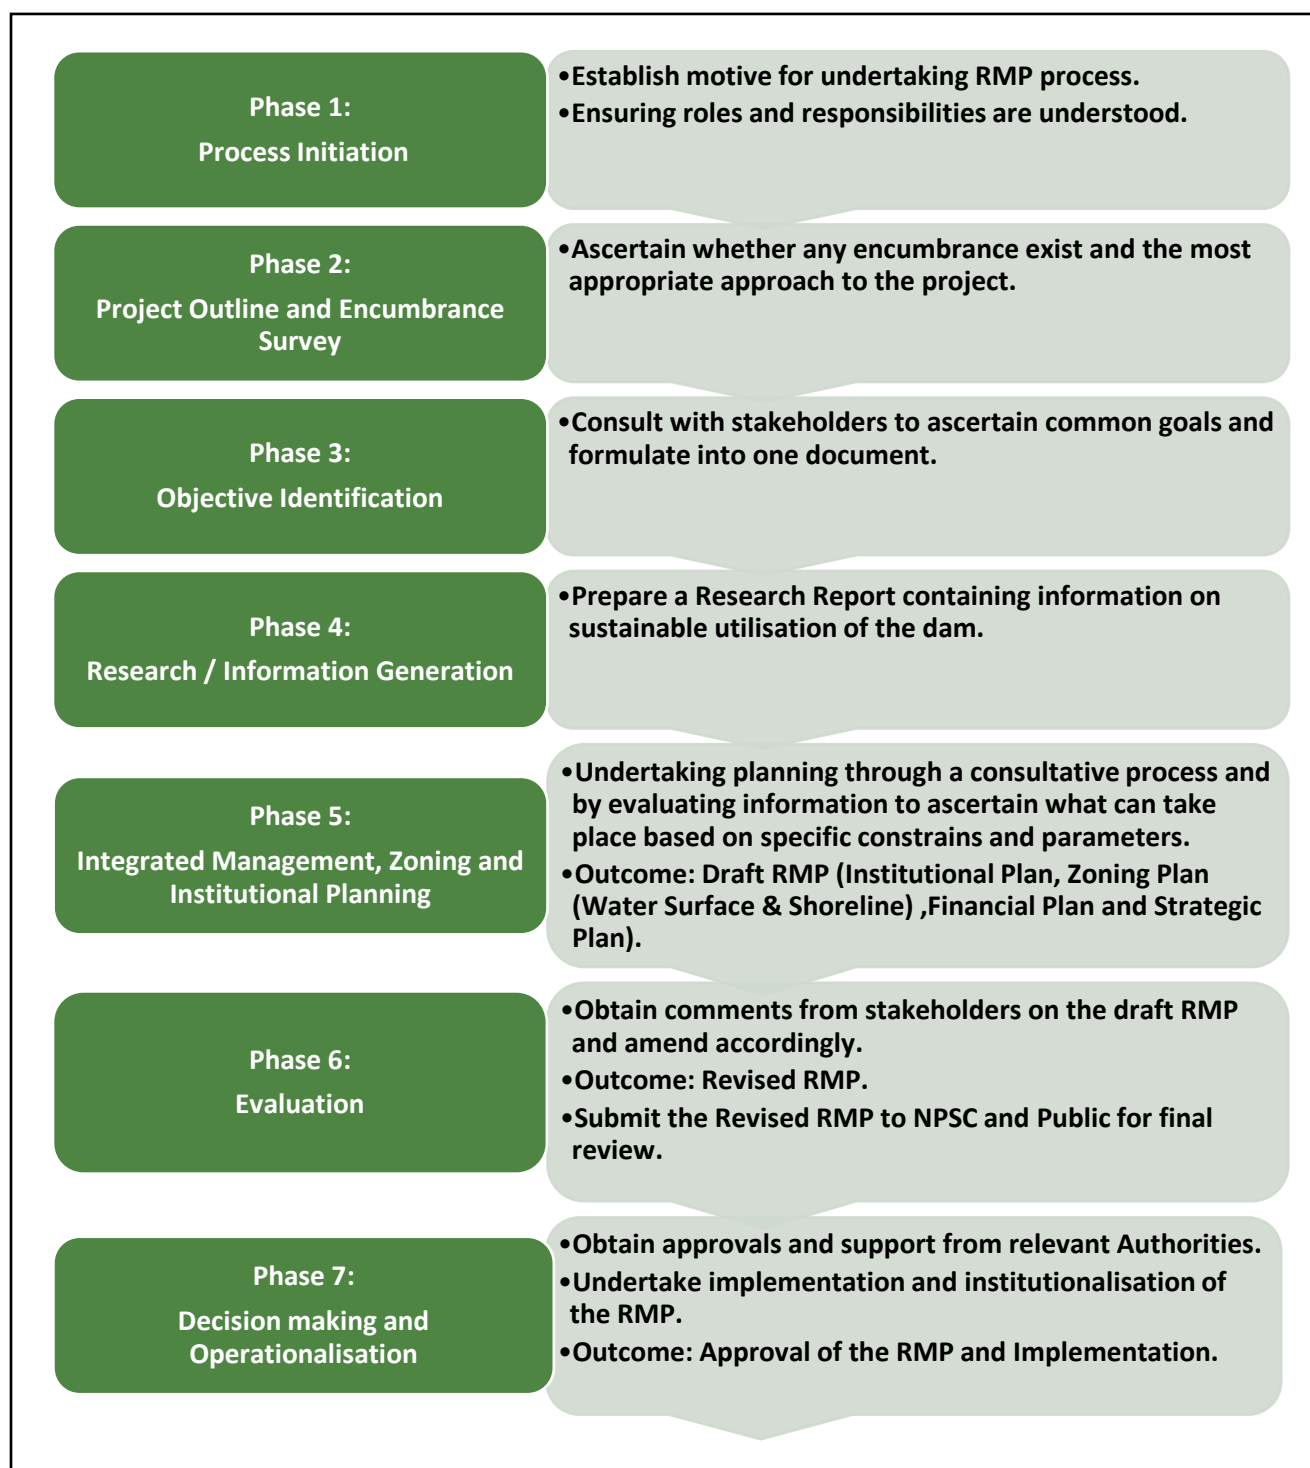 Phase 1:
Process Initiation
•Establish motive for undertaking RMP process.
•Ensuring roles and responsibilities are understood.
Phase 2:
Project Outline and Encumbrance
Survey
•Ascertain whether any encumbrance exist and the most
appropriate approach to the project.
Phase 3:
Objective Identification
•Consult with stakeholders to ascertain common goals and
formulate into one document.
Phase 4:
Research / Information Generation
•Prepare a Research Report containing information on
sustainable utilisation of the dam.
Phase 5:
Integrated Management, Zoning and
Institutional Planning
•Undertaking planning through a consultative process and
by evaluating information to ascertain what can take
place based on specific constrains and parameters.
•Outcome: Draft RMP (Institutional Plan, Zoning Plan
(Water Surface & Shoreline) ,Financial Plan and Strategic
Plan).
Phase 6:
Evaluation
•Obtain comments from stakeholders on the draft RMP
and amend accordingly.
•Outcome: Revised RMP.
•Submit the Revised RMP to NPSC and Public for final
review.
Phase 7:
Decision making and
Operationalisation
•Obtain approvals and support from relevant Authorities.
•Undertake implementation and institutionalisation of
the RMP.
•Outcome: Approval of the RMP and Implementation.